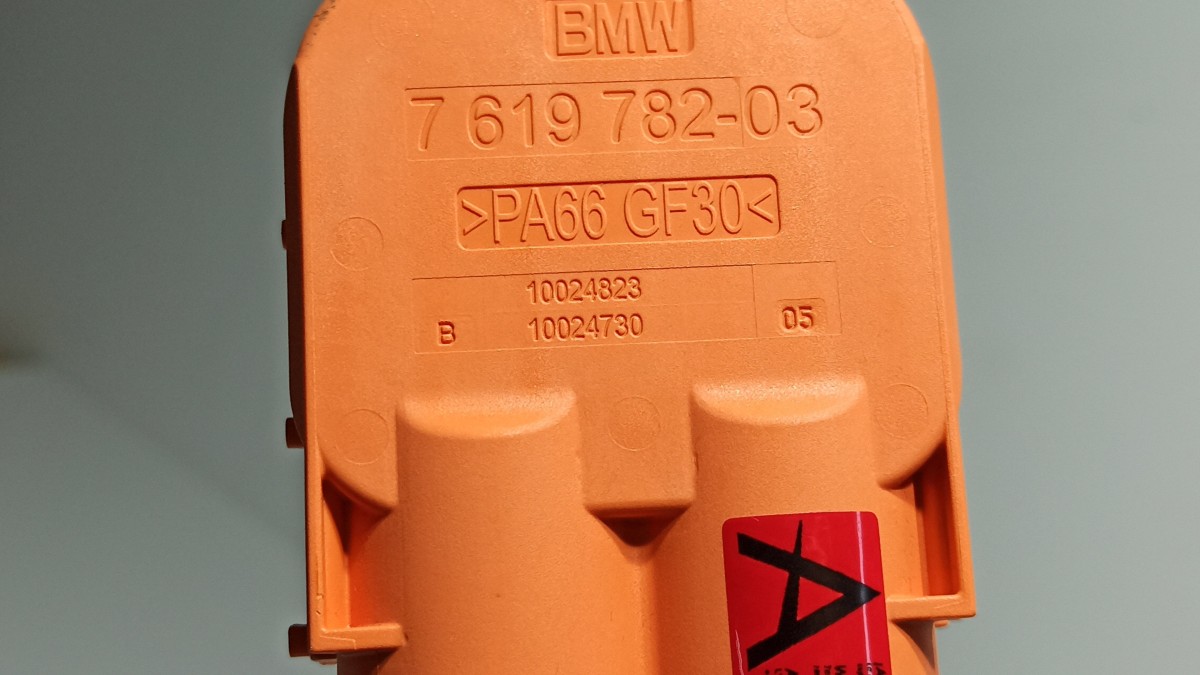 BMW
7 619 782-03
>PA66 GF30<
10024823
B 10024730 05
A